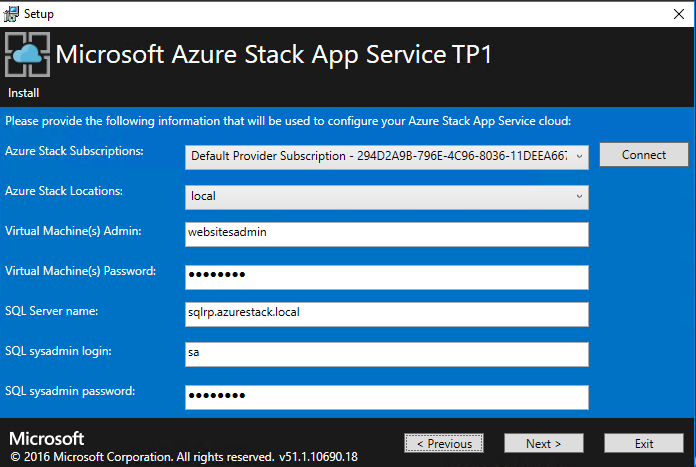 Setup
Microsoft Azure Stack App Service TP1
Install
Please provide the following information that will be used to configure your Azure Stack App Service cloud:
Azure Stack Subscriptions:
Default Provider Subscription - 294D2A9B-796E-4C96-8036-11DEEA667
Connect
Azure Stack Locations:
local
Virtual Machine(s) Admin:
websitesadmin
Virtual Machine(s) Password:
●●●●●●●●
SQL Server name:
sqlrp.azurestack.local
SQL sysadmin login:
sa
SQL sysadmin password:
●●●●●●●●
Microsoft
© 2016 Microsoft Corporation. All rights reserved. v51.1.10690.18
< Previous
Next >
Exit